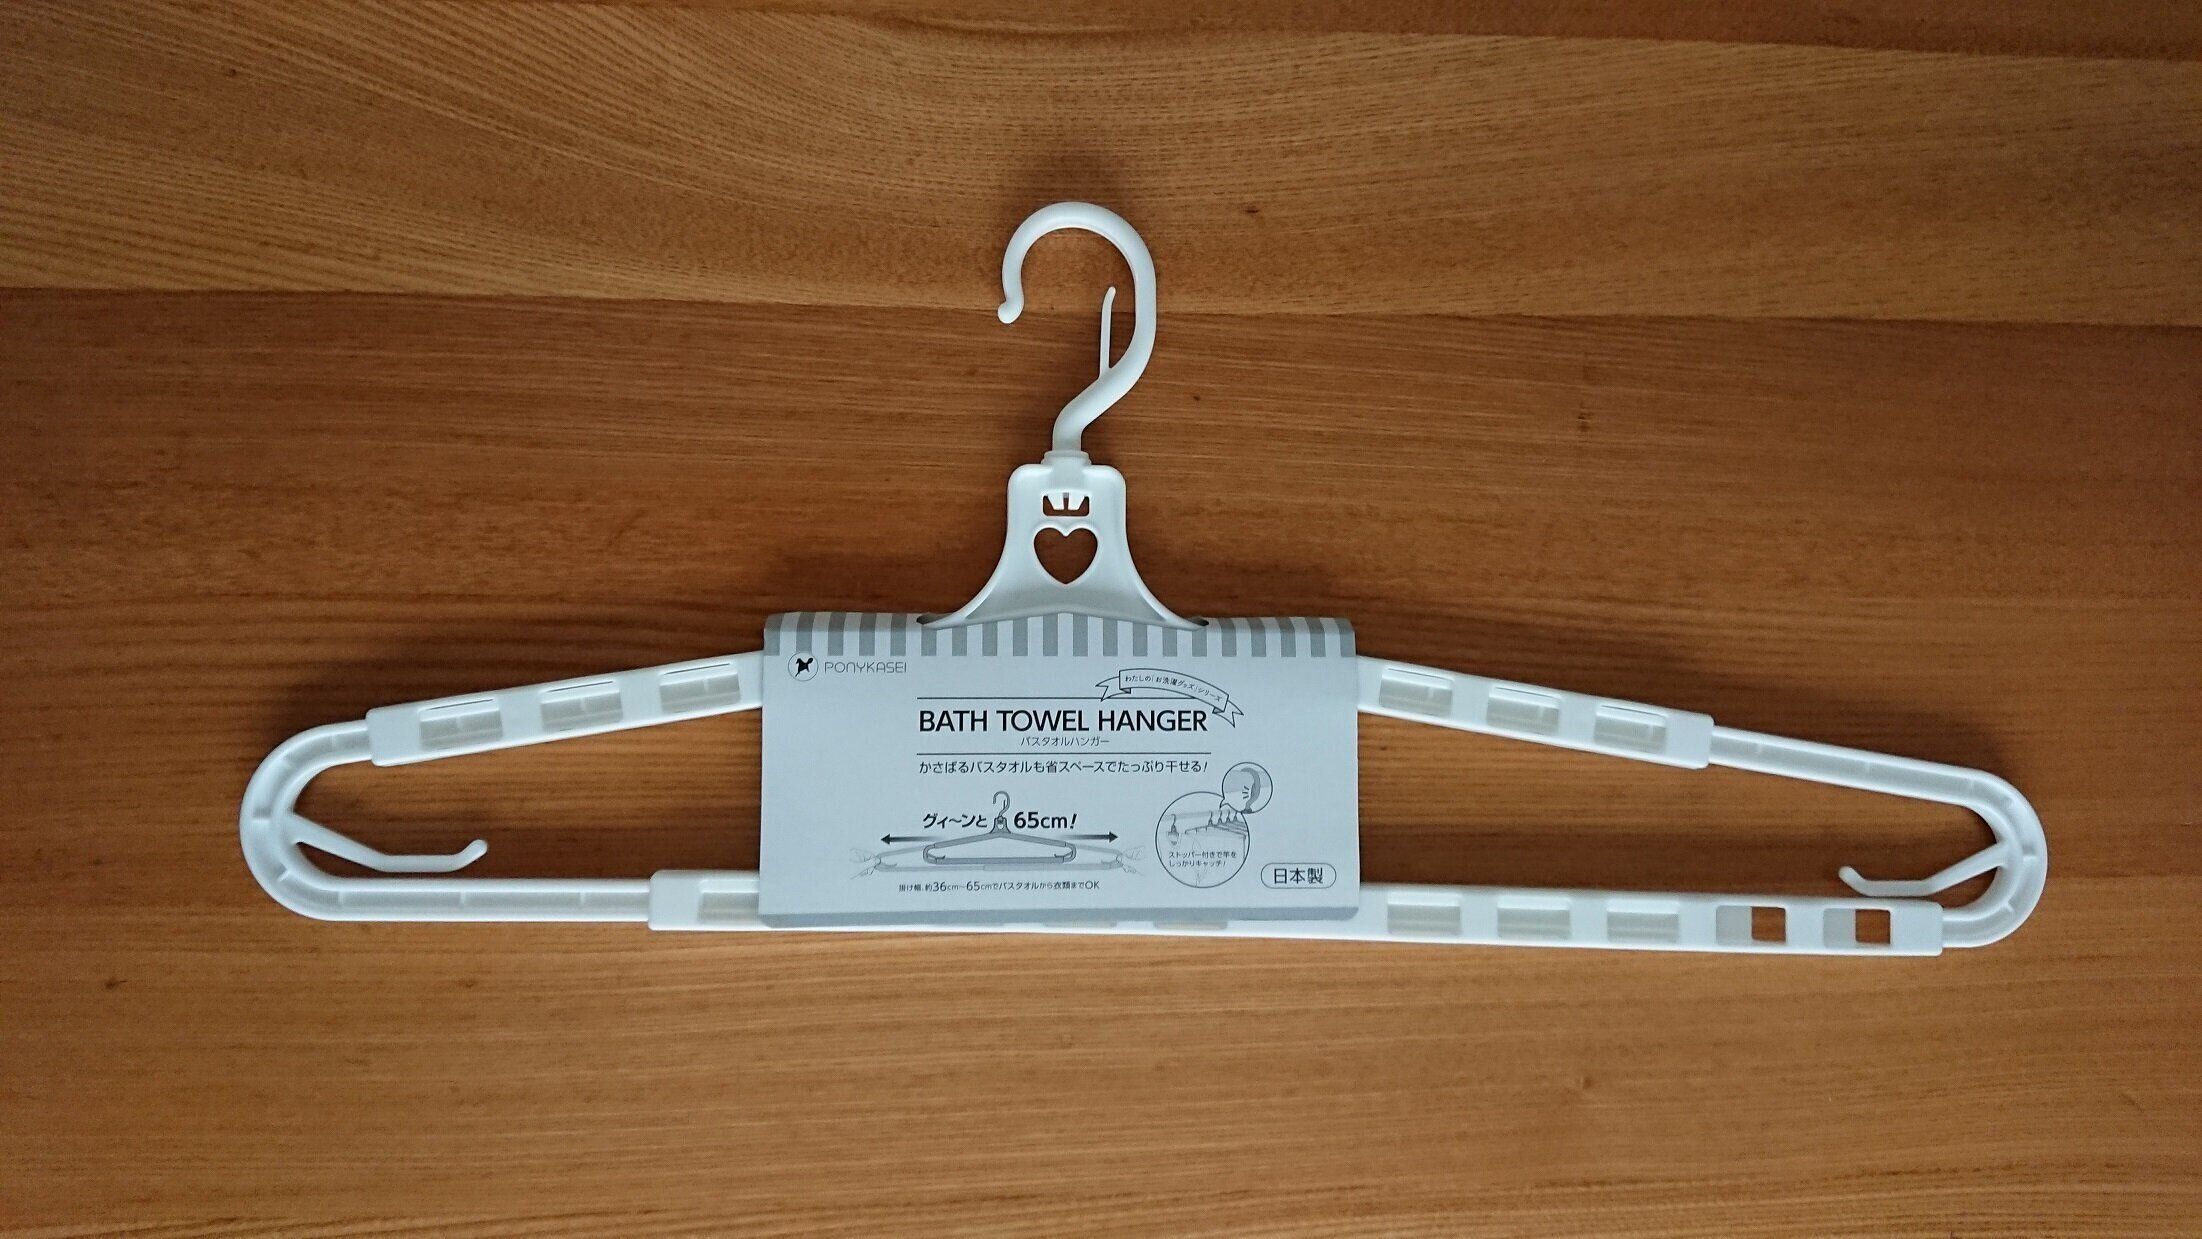 PONYKASEI
わたしの「お洗濯グッズ」シリーズ
BATH TOWEL HANGER
バスタオルハンガー
かさばるバスタオルも省スペースでたっぷり干せる!
グィ〜ンと 65cm!
掛け幅、約36cm〜65cmでバスタオルから衣類までOK
ストッパー付きで竿を
しっかりキャッチ!
日本製